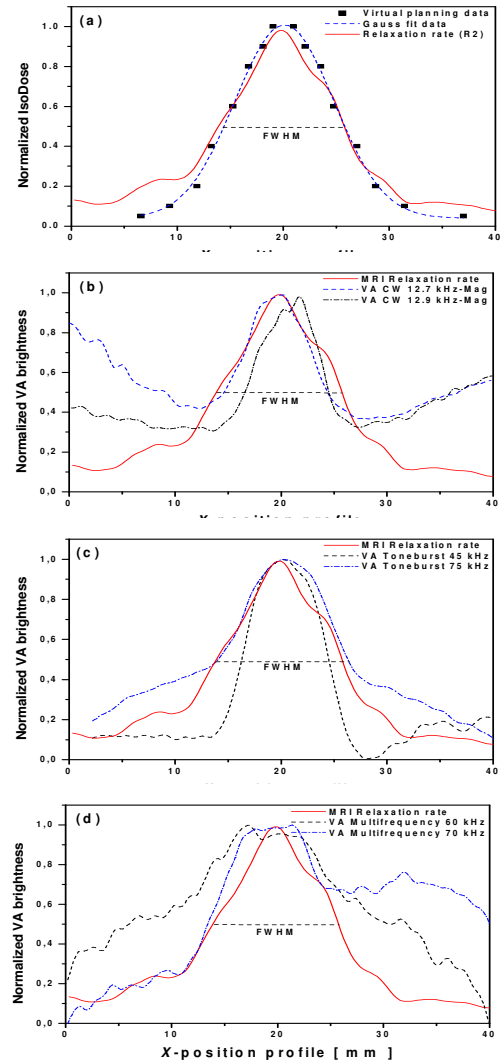 (a)
Virtual planning data
Gauss fit data
Relaxation rate (R2)
Normalized IsoDose
1.0
0.8
0.6
0.4
0.2
0.0
FWHM
0
10
20
30
40
X-position profile
(b)
MRI Relaxation rate
VA CW 12.7 kHz-Mag
VA CW 12.9 kHz-Mag
Normalized VA brightness
1,0
0,8
0,6
0,4
0,2
0,0
FWHM
0
10
20
30
40
X-position profile
(c)
MRI Relaxation rate
VA Toneburst 45 kHz
VA Toneburst 75 kHz
Normalized VA brightness
1,0
0,8
0,6
0,4
0,2
0,0
FWHM
0
10
20
30
40
(d)
MRI Relaxation rate
VA Multifrequency 60 kHz
VA Multifrequency 70 kHz
Normalized VA brightness
1,0
0,8
0,6
0,4
0,2
0,0
FWHM
0
10
20
30
40
X-position profile [mm]